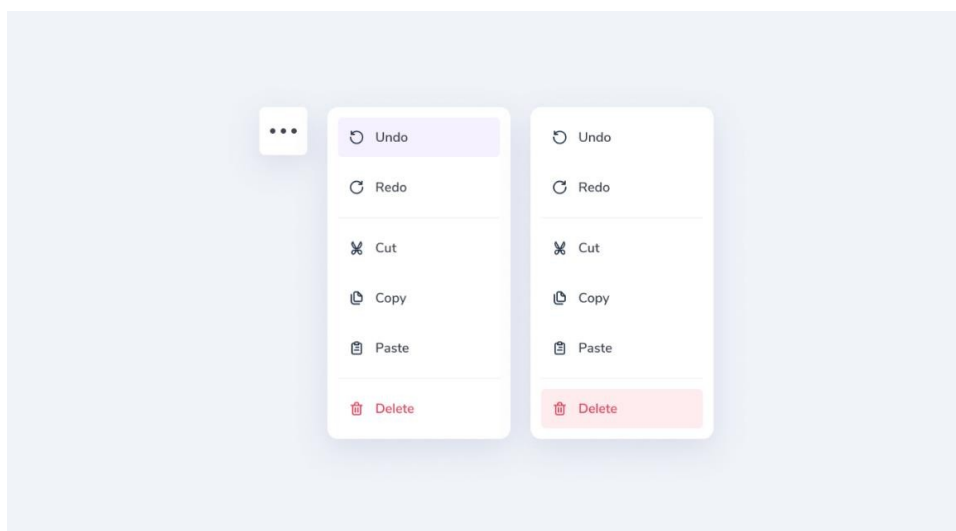 Undo
Redo
Cut
Copy
Paste
Delete
Undo
Redo
Cut
Copy
Paste
Delete